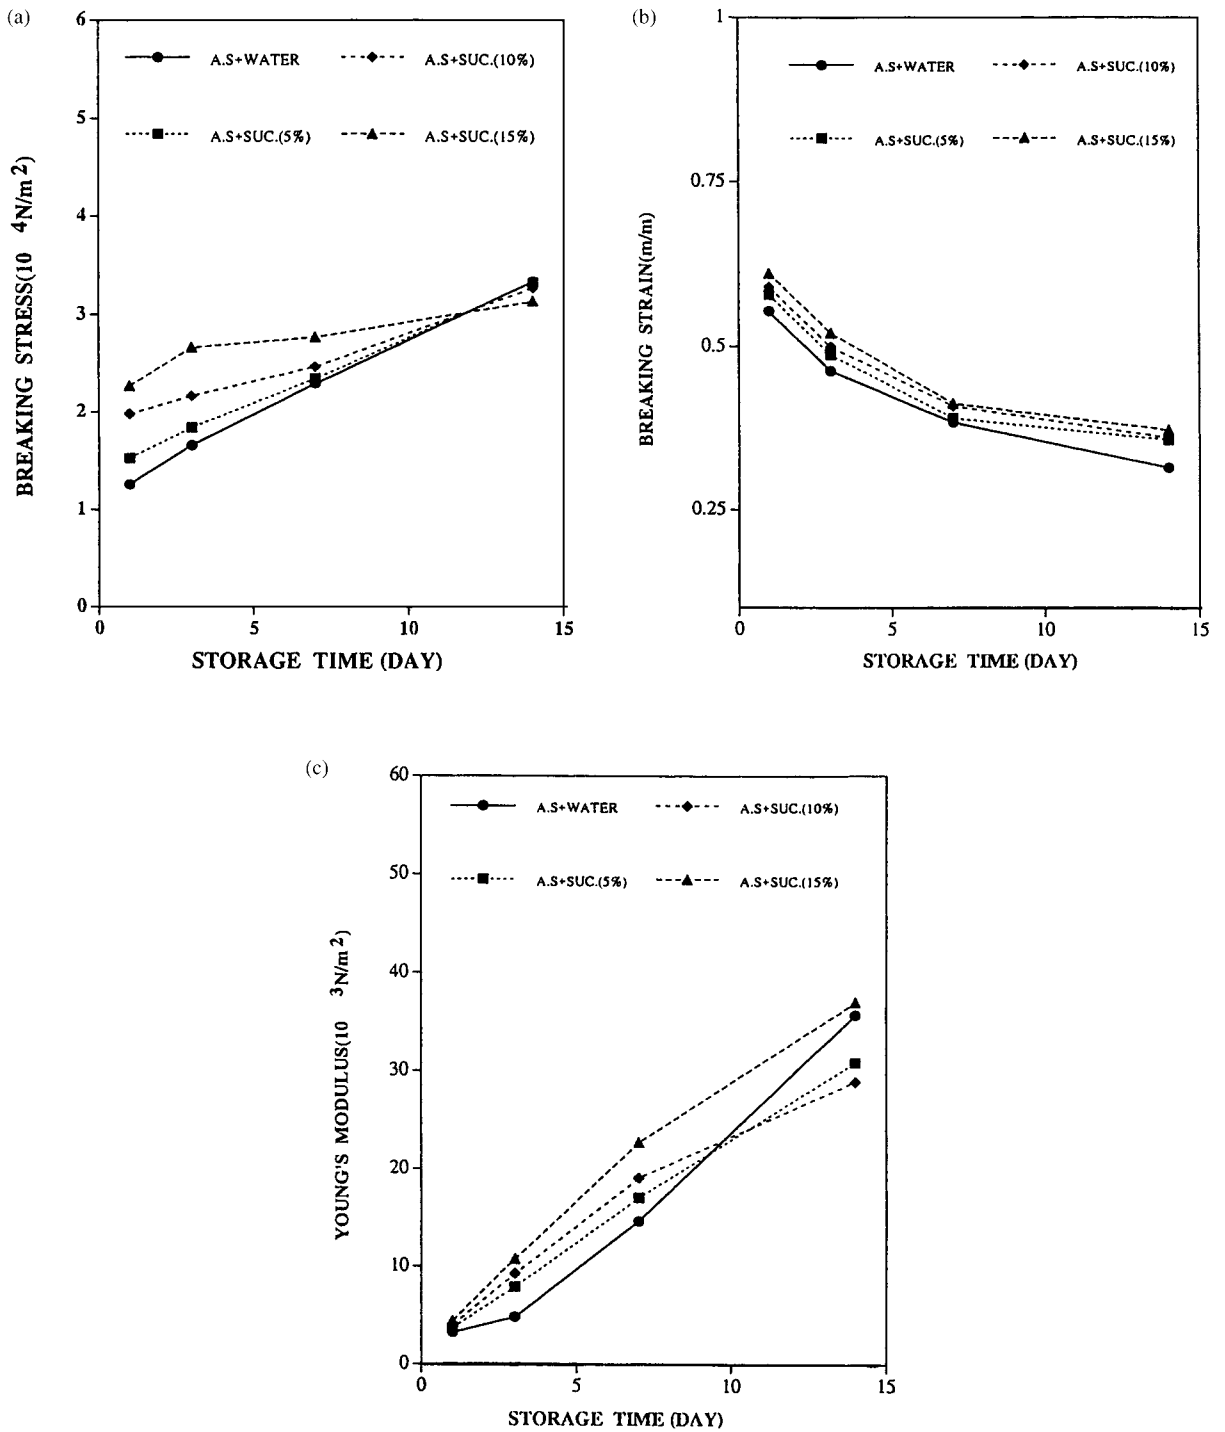 (a)
6
A.S+WATER A.S+SUC.(10%)
5
A.S+SUC.(5%) A.S+SUC.(15%)
4
3
2
1
0
BREAKING STRESS(10 4N/m2)
0 5 10 15
STORAGE TIME (DAY)
(b)
1
A.S+WATER A.S+SUC.(10%)
A.S+SUC.(5%) A.S+SUC.(15%)
0.75
0.5
0.25
BREAKING STRAIN(m/m)
0 5 10 15
STORAGE TIME (DAY)
(c)
60
A.S+WATER A.S+SUC.(10%)
50
A.S+SUC.(5%) A.S+SUC.(15%)
40
30
20
10
0
YOUNG'S MODULUS(10 3N/m2)
0 5 10 15
STORAGE TIME (DAY)